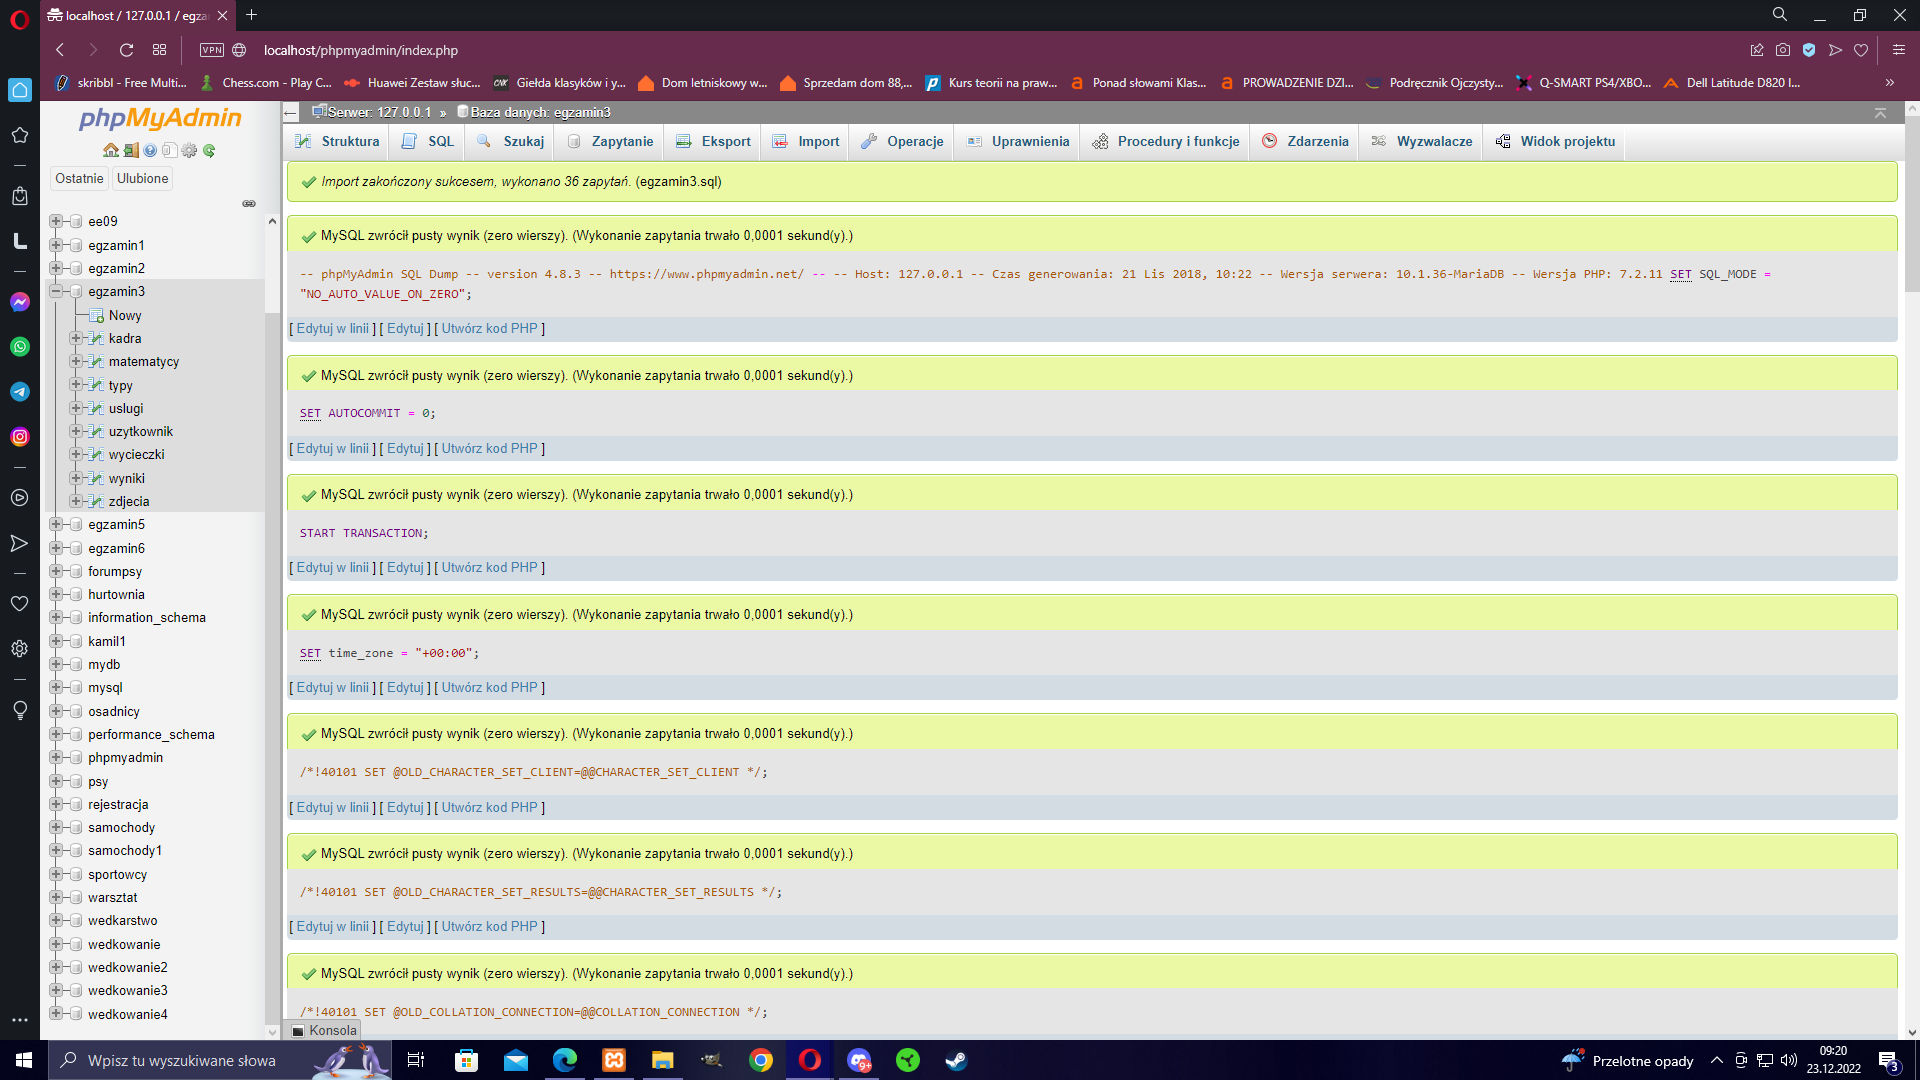 localhost / 127.0.0.1 / egza
VPN
localhost/phpmyadmin/index.php
skribbl - Free Multi...
Chess.com - Play C...
Huawei Zestaw słuc...
Giełda klasyków i y...
Dom letniskowy w...
Sprzedam dom 88,...
Kurs teorii na praw...
Ponad słowami Klas...
PROWADZENIE DZI...
Podręcznik Ojczysty...
Q-SMART PS4/XBO...
Dell Latitude D820 I...
phpMyAdmin
Ostatnie
Ulubione
ee09
egzamin1
egzamin2
egzamin3
Nowy
kadra
matematycy
typy
uslugi
uzytkownik
wycieczki
wyniki
zdjecia
egzamin5
egzamin6
forumpsy
hurtownia
information_schema
kamil1
mydb
mysql
osadnicy
performance_schema
phpmyadmin
psy
rejestracja
samochody
samochody1
sportowcy
warsztat
wedkarstwo
wedkowanie
wedkowanie2
wedkowanie3
wedkowanie4
Serwer: 127.0.0.1 » Baza danych: egzamin3
Struktura SQL Szukaj Zapytanie Eksport Import Operacje Uprawnienia Procedury i funkcje Zdarzenia Wyzwalacze Widok projektu
Import zakończony sukcesem, wykonano 36 zapytań. (egzamin3.sql)
MySQL zwrócił pusty wynik (zero wierszy). (Wykonanie zapytania trwało 0,0001 sekund(y).)
-- phpMyAdmin SQL Dump -- version 4.8.3 -- https://www.phpmyadmin.net/ -- -- Host: 127.0.0.1 -- Czas generowania: 21 Lis 2018, 10:22 -- Wersja serwera: 10.1.36-MariaDB -- Wersja PHP: 7.2.11 SET SQL_MODE =
"NO_AUTO_VALUE_ON_ZERO";
[ Edytuj w linii ] [ Edytuj ] [ Utwórz kod PHP ]
MySQL zwrócił pusty wynik (zero wierszy). (Wykonanie zapytania trwało 0,0001 sekund(y).)
SET AUTOCOMMIT = 0;
[ Edytuj w linii ] [ Edytuj ] [ Utwórz kod PHP ]
MySQL zwrócił pusty wynik (zero wierszy). (Wykonanie zapytania trwało 0,0001 sekund(y).)
START TRANSACTION;
[ Edytuj w linii ] [ Edytuj ] [ Utwórz kod PHP ]
MySQL zwrócił pusty wynik (zero wierszy). (Wykonanie zapytania trwało 0,0001 sekund(y).)
SET time_zone = "+00:00";
[ Edytuj w linii ] [ Edytuj ] [ Utwórz kod PHP ]
MySQL zwrócił pusty wynik (zero wierszy). (Wykonanie zapytania trwało 0,0001 sekund(y).)
/*!40101 SET @OLD_CHARACTER_SET_CLIENT=@@CHARACTER_SET_CLIENT */;
[ Edytuj w linii ] [ Edytuj ] [ Utwórz kod PHP ]
MySQL zwrócił pusty wynik (zero wierszy). (Wykonanie zapytania trwało 0,0001 sekund(y).)
/*!40101 SET @OLD_CHARACTER_SET_RESULTS=@@CHARACTER_SET_RESULTS */;
[ Edytuj w linii ] [ Edytuj ] [ Utwórz kod PHP ]
MySQL zwrócił pusty wynik (zero wierszy). (Wykonanie zapytania trwało 0,0001 sekund(y).)
/*!40101 SET @OLD_COLLATION_CONNECTION=@@COLLATION_CONNECTION */;
Konsola
Wpisz tu wyszukiwane słowa
9+
Przelotne opady
09:20
23.12.2022
3